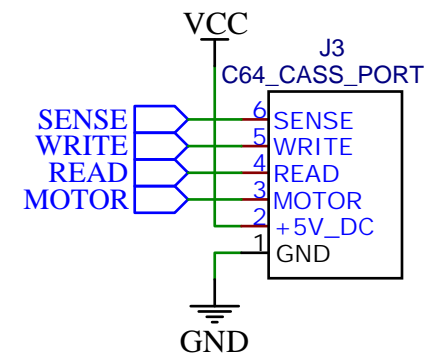 VCC
J3
C64_CASS_PORT
SENSE 6 SENSE
WRITE 5 WRITE
READ 4 READ
MOTOR 3 MOTOR
2 +5V_DC
1 GND
GND